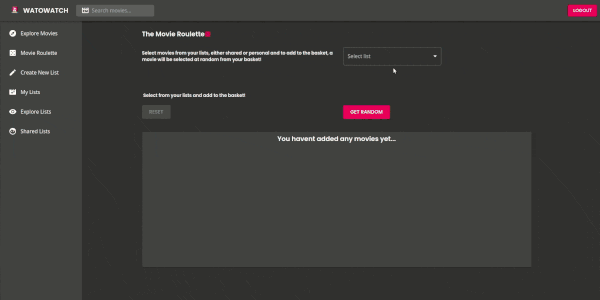 WATOWATCH
Search movies...
LOGOUT
Explore Movies
Movie Roulette
Create New List
My Lists
Explore Lists
Shared Lists
The Movie Roulette
Select movies from your lists, either shared or personal and to add to the basket, a
movie will be selected at random from your basket!
Select list
Select from your lists and add to the basket!
RESET
GET RANDOM
You havent added any movies yet...